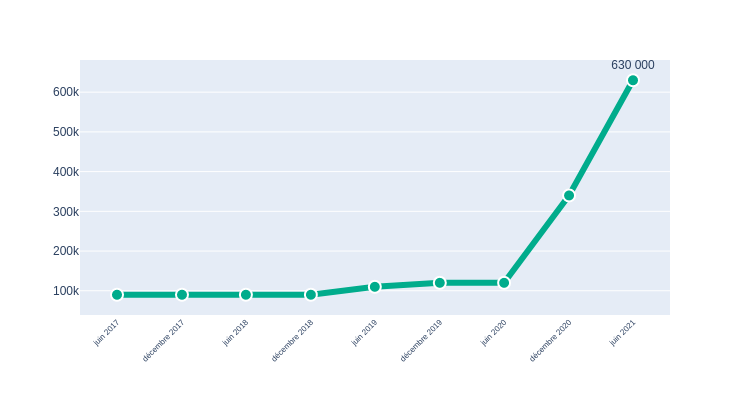 630 000
600k
500k
400k
300k
200k
100k
juin 2017
décembre 2017
juin 2018
décembre 2018
juin 2019
décembre 2019
juin 2020
décembre 2020
juin 2021